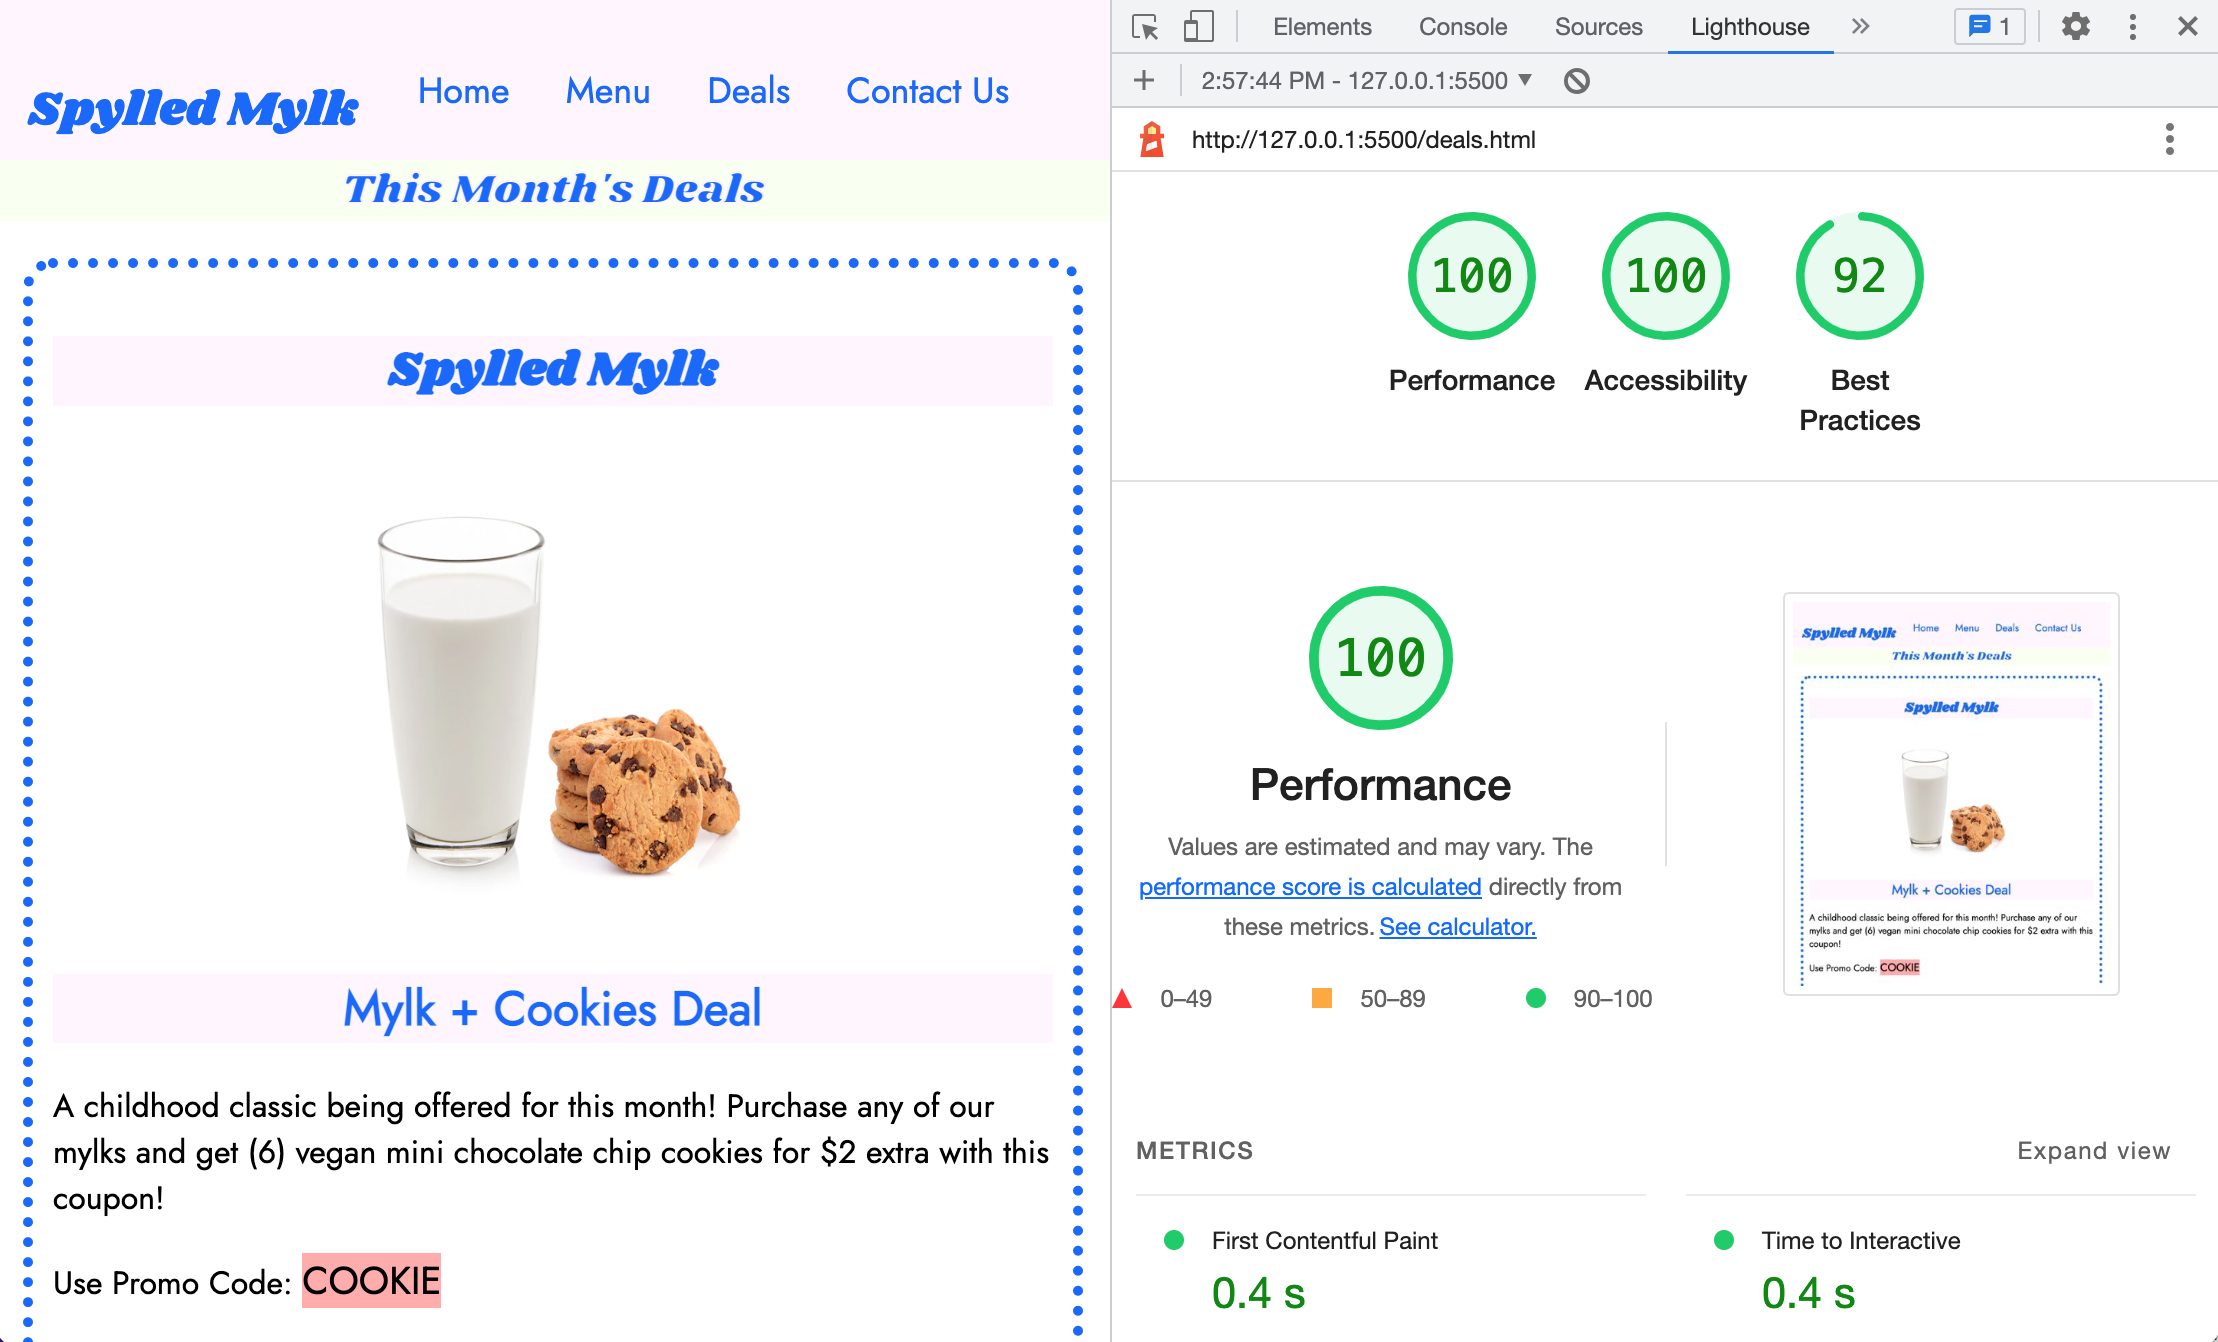 Spylled Mylk
Home Menu Deals Contact Us
This Month's Deals
Spylled Mylk
Mylk + Cookies Deal
A childhood classic being offered for this month! Purchase any of our
mylks and get (6) vegan mini chocolate chip cookies for $2 extra with this
coupon!
Use Promo Code: COOKIE
Elements Console Sources Lighthouse 1
2:57:44 PM - 127.0.0.1:5500
http://127.0.0.1:5500/deals.html
100
Performance
100
Accessibility
92
Best
Practices
100
Performance
Values are estimated and may vary. The
performance score is calculated directly from
these metrics. See calculator.
0–49 50–89 90–100
Spylled Mylk Home Menu Deals Contact Us
This Month's Deals
Spylled Mylk
Mylk + Cookies Deal
A childhood classic being offered for this month! Purchase any of our
mylks and get (6) vegan mini chocolate chip cookies for $2 extra with this
coupon!
Use Promo Code: COOKIE
METRICS
Expand view
First Contentful Paint
0.4 s
Time to Interactive
0.4 s